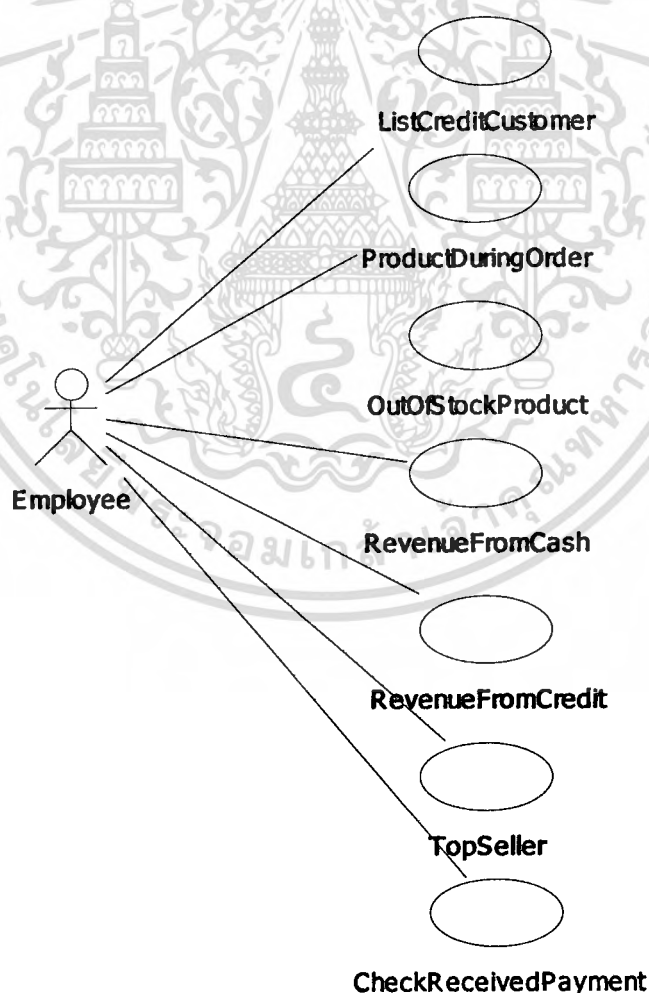 ListCreditCustomer
ProductDuringOrder
OutOfStockProduct
Employee
RevenueFromCash
RevenueFromCredit
TopSeller
CheckReceivedPayment